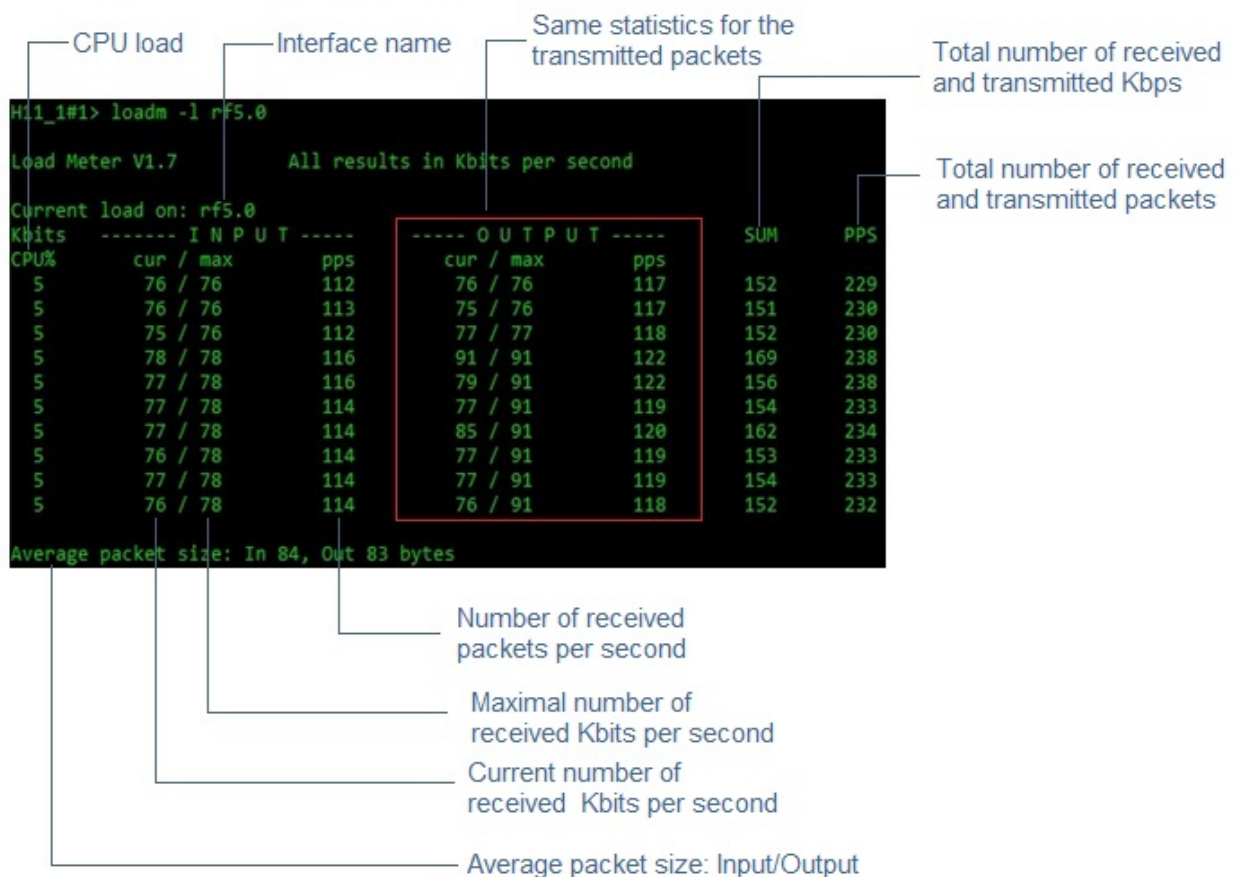 CPU load
Interface name
Same statistics for the
transmitted packets
Total number of received
and transmitted Kbps
Total number of received
and transmitted packets
H11_1#1> loadm -l rf5.0
Load Meter V1.7 All results in Kbits per second
Current load on: rf5.0
Kbits ------- I N P U T ----- ----- O U T P U T ----- SUM PPS
CPU% cur / max pps cur / max pps
5 76 / 76 112 76 / 76 117 152 229
5 76 / 76 113 75 / 76 117 151 230
5 75 / 76 112 77 / 77 118 152 230
5 78 / 78 116 91 / 91 122 169 238
5 77 / 78 116 79 / 91 122 156 238
5 77 / 78 114 77 / 91 119 154 233
5 77 / 78 114 85 / 91 120 162 234
5 76 / 78 114 77 / 91 119 153 233
5 77 / 78 114 77 / 91 119 154 233
5 76 / 78 114 76 / 91 118 152 232
Average packet size: In 84, Out 83 bytes
Number of received
packets per second
Maximal number of
received Kbits per second
Current number of
received Kbits per second
Average packet size: Input/Output